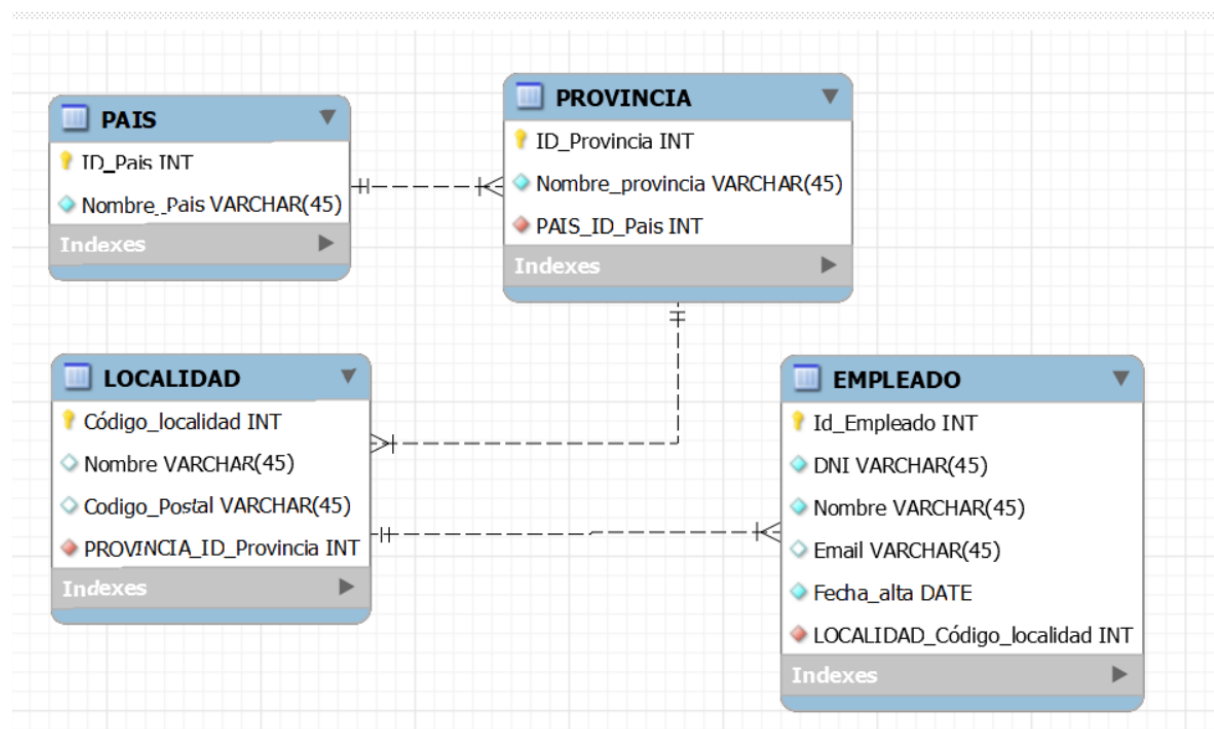 PAIS
ID_Pais INT
Nombre_Pais VARCHAR(45)
Indexes
PROVINCIA
ID_Provincia INT
Nombre_provincia VARCHAR(45)
PAIS_ID_Pais INT
Indexes
LOCALIDAD
Código_localidad INT
Nombre VARCHAR(45)
Codigo_Postal VARCHAR(45)
PROVINCIA_ID_Provincia INT
Indexes
EMPLEADO
Id_Empleado INT
DNI VARCHAR(45)
Nombre VARCHAR(45)
Email VARCHAR(45)
Fecha_alta DATE
LOCALIDAD_Código_localidad INT
Indexes